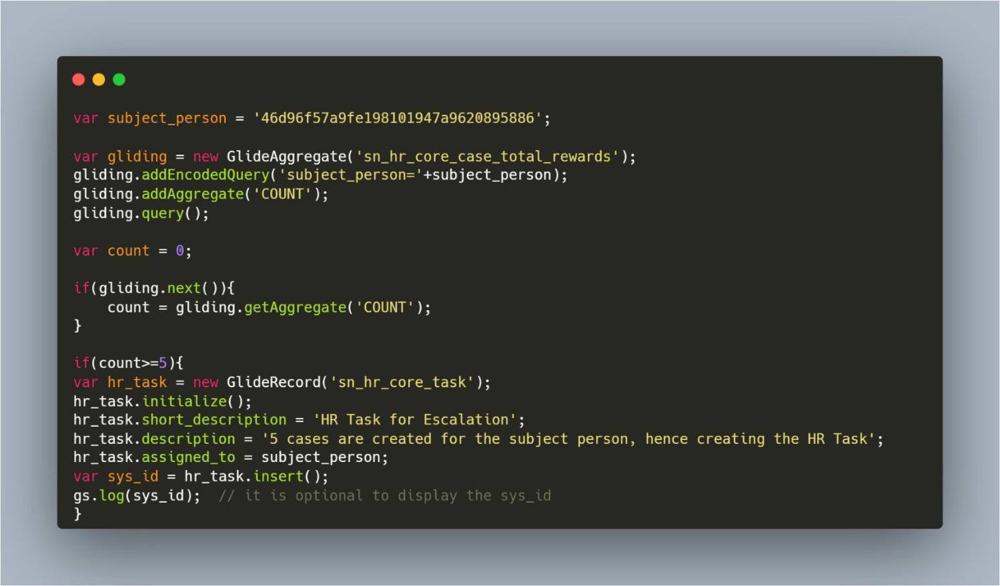 var subject_person = '46d96f57a9fe198101947a9620895886';

var gliding = new GlideAggregate('sn_hr_core_case_total_rewards');
gliding.addEncodedQuery('subject_person='+subject_person);
gliding.addAggregate('COUNT');
gliding.query();

var count = 0;

if(gliding.next()){
    count = gliding.getAggregate('COUNT');
}

if(count>=5){
var hr_task = new GlideRecord('sn_hr_core_task');
hr_task.initialize();
hr_task.short_description = 'HR Task for Escalation';
hr_task.description = '5 cases are created for the subject person, hence creating the HR Task';
hr_task.assigned_to = subject_person;
var sys_id = hr_task.insert();
gs.log(sys_id);  // it is optional to display the sys_id
}